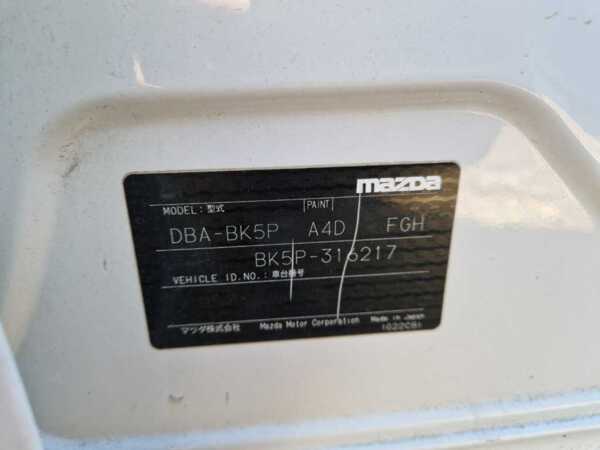 mazda
MODEL: 型式 PAINT
DBA-BK5P A4D FGH
BK5P-316217
VEHICLE ID.NO.: 車台番号
マツダ株式会社 Mazda Motor Corporation Made in Japan